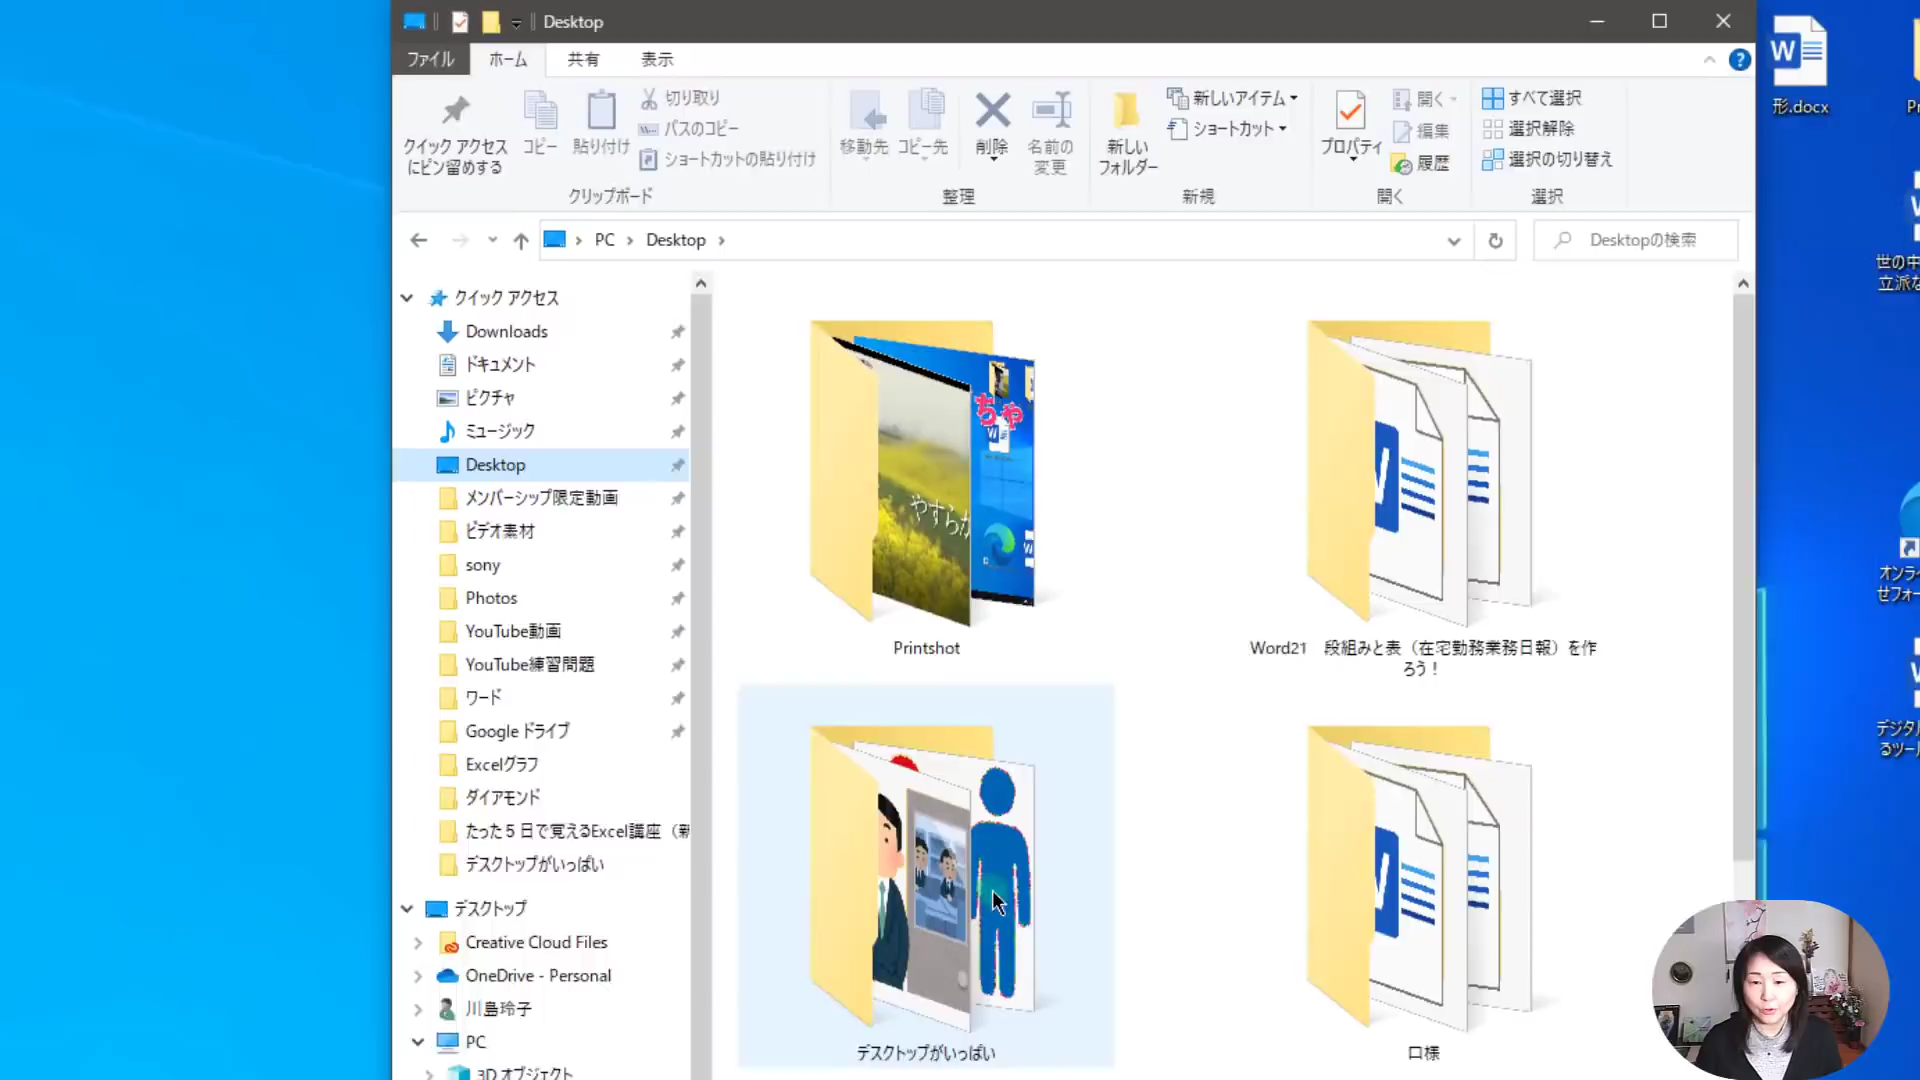 Desktop
ファイル
ホーム
共有
表示
クイック アクセス
にピン留めする
コピー
貼り付け
切り取り
パスのコピー
ショートカットの貼り付け
クリップボード
移動先
コピー先
削除
名前の
変更
整理
新しい
フォルダー
新しいアイテム
ショートカット
新規
プロパティ
開く
編集
履歴
開く
すべて選択
選択解除
選択の切り替え
選択
PC
Desktop
Desktopの検索
クイック アクセス
Downloads
ドキュメント
ピクチャ
ミュージック
Desktop
メンバーシップ限定動画
ビデオ素材
sony
Photos
YouTube動画
YouTube練習問題
ワード
Google ドライブ
Excelグラフ
ダイアモンド
たった５日で覚えるExcel講座（新
デスクトップがいっぱい
デスクトップ
Creative Cloud Files
OneDrive - Personal
川島玲子
PC
3D オブジェクト
ちゃ
やすらか
Printshot
Word21　段組みと表（在宅勤務業務日報）を作
ろう！
デスクトップがいっぱい
口様
形.docx
世の中
立派な
オンライ
せフォー
デジタル
るツー